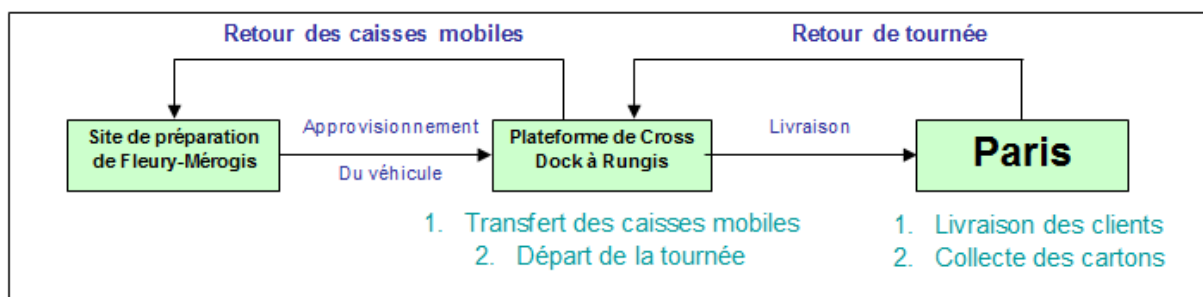 Retour des caisses mobiles
Retour de tournée
Site de préparation
de Fleury-Mérogis
Approvisionnement
Du véhicule
Plateforme de Cross
Dock à Rungis
Livraison
Paris
1. Transfert des caisses mobiles
2. Départ de la tournée
1. Livraison des clients
2. Collecte des cartons